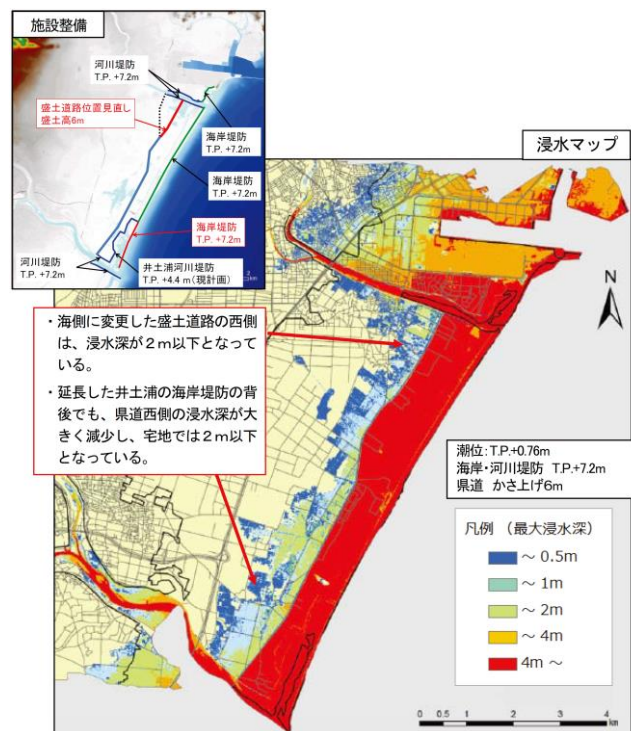 施設整備
河川堤防
T.P. +7.2m
盛土道路位置見直し
盛土高6m
海岸堤防
T.P. +7.2m
海岸堤防
T.P. +7.2m
海岸堤防
T.P. +7.2m
河川堤防
T.P. +7.2m
井土浦河川堤防
T.P. +4.4 m(現計画)
浸水マップ
N
・海側に変更した盛土道路の西側
は、浸水深が2m以下となって
いる。
・延長した井土浦の海岸堤防の背
後でも、県道西側の浸水深が大
きく減少し、宅地では2m以下
となっている。
潮位:T.P.+0.76m
海岸・河川堤防 T.P.+7.2m
県道 かさ上げ6m
凡例 (最大浸水深)
~ 0.5m
~ 1m
~ 2m
~ 4m
4m ~
0 0.5 1 2 3 4
km